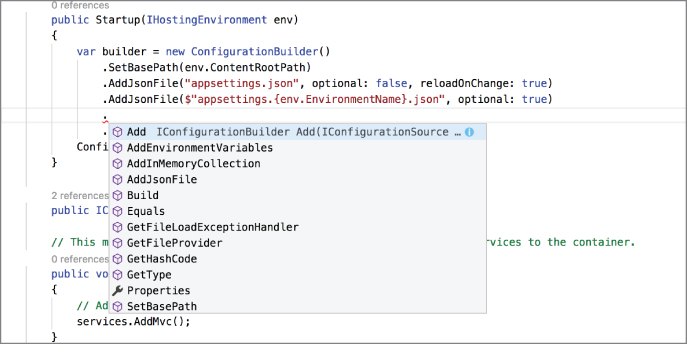 0 references
public Startup(IHostingEnvironment env)
{
var builder = new ConfigurationBuilder()
.SetBasePath(env.ContentRootPath)
.AddJsonFile("appsettings.json", optional: false, reloadOnChange: true)
.AddJsonFile($"appsettings.{env.EnvironmentName}.json", optional: true)
.
.
Add IConfigurationBuilder Add(IConfigurationSource …
Confi
AddEnvironmentVariables
}
AddInMemoryCollection
AddJsonFile
Build
2 references
public IC
Equals
GetFileLoadExceptionHandler
// This m
GetFileProvider
rvices to the container.
0 references
GetHashCode
public vo
GetType
{
Properties
// Ad
SetBasePath
services.AddMvc();
}